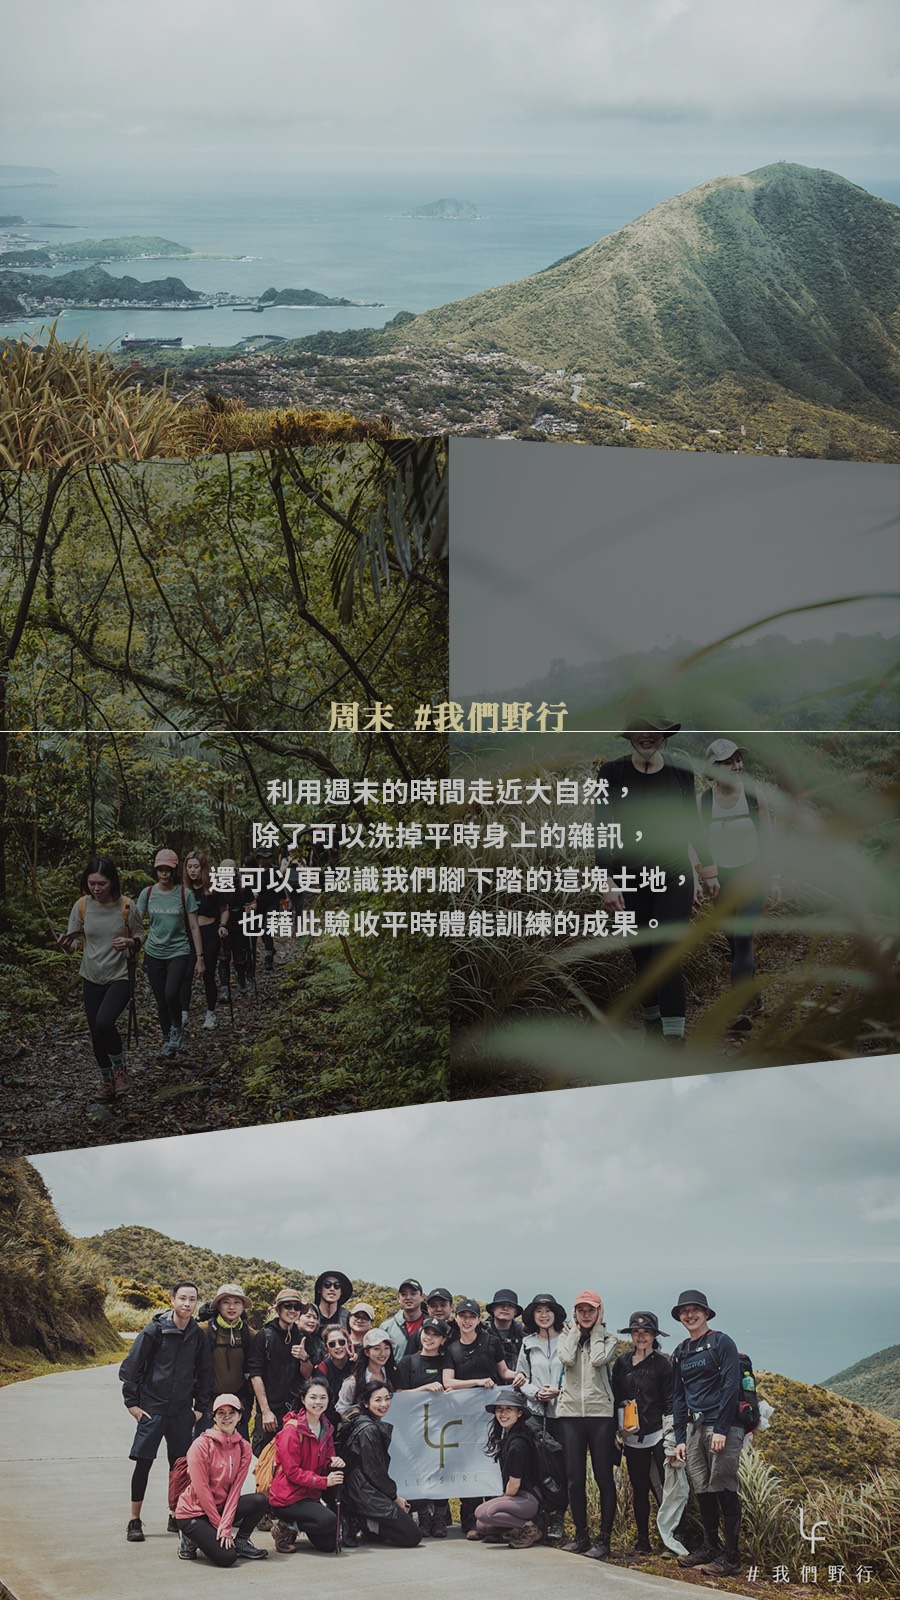 周末 #我們野行
利用週末的時間走近大自然，
除了可以洗掉平時身上的雜訊，
還可以更認識我們腳下踏的這塊土地，
也藉此驗收平時體能訓練的成果。
LF
LEISURE
LF
#我們野行